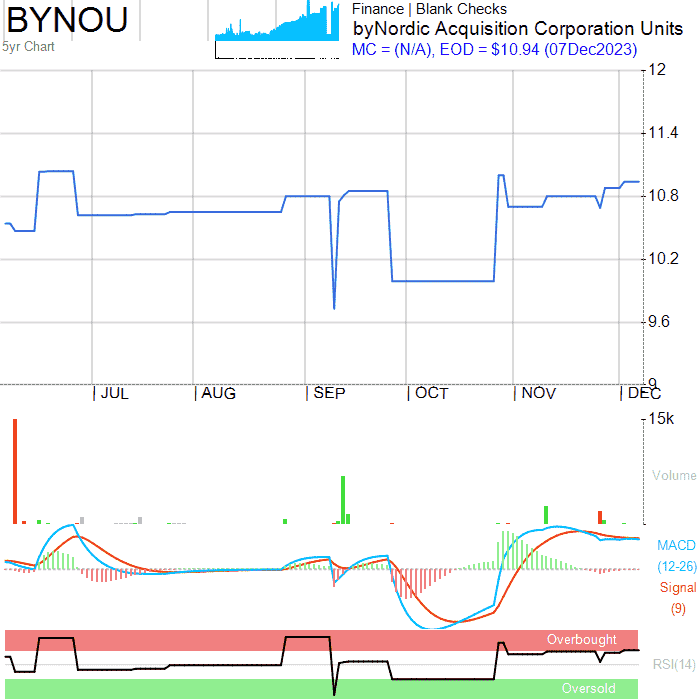 BYNOU
5yr Chart
Finance | Blank Checks
byNordic Acquisition Corporation Units
MC = (N/A), EOD = $10.94 (07Dec2023)
12
11.4
10.8
10.2
9.6
9
JUL
AUG
SEP
OCT
NOV
DEC
15k
Volume
MACD
(12-26)
Signal
(9)
Overbought
RSI(14)
Oversold